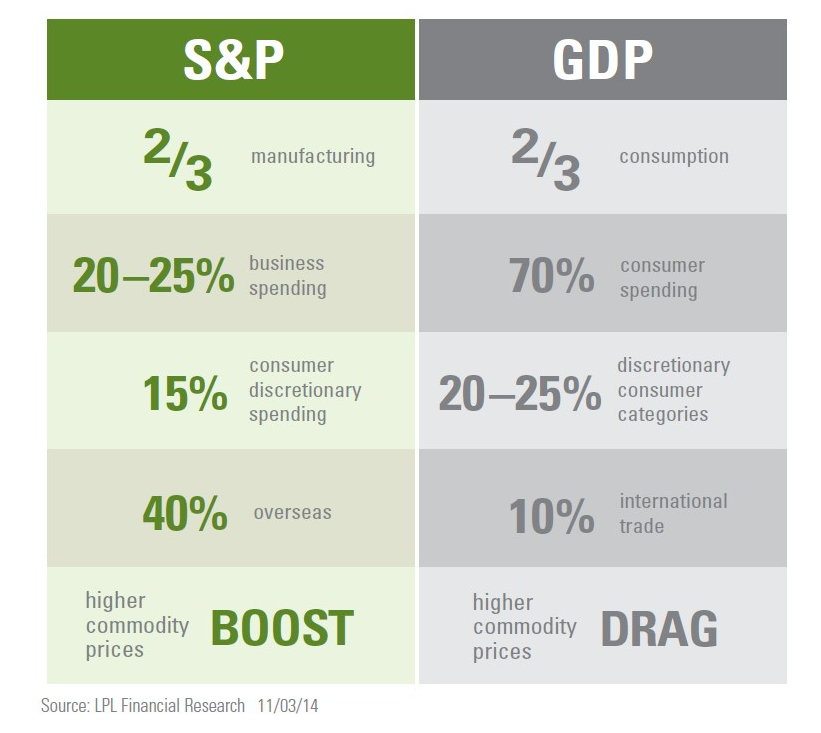 S&P
GDP
2/3 manufacturing
2/3 consumption
20–25% business
spending
70% consumer
spending
15% consumer
discretionary
spending
20–25% discretionary
consumer
categories
40% overseas
10% international
trade
higher
commodity
prices
BOOST
higher
commodity
prices
DRAG
Source: LPL Financial Research 11/03/14